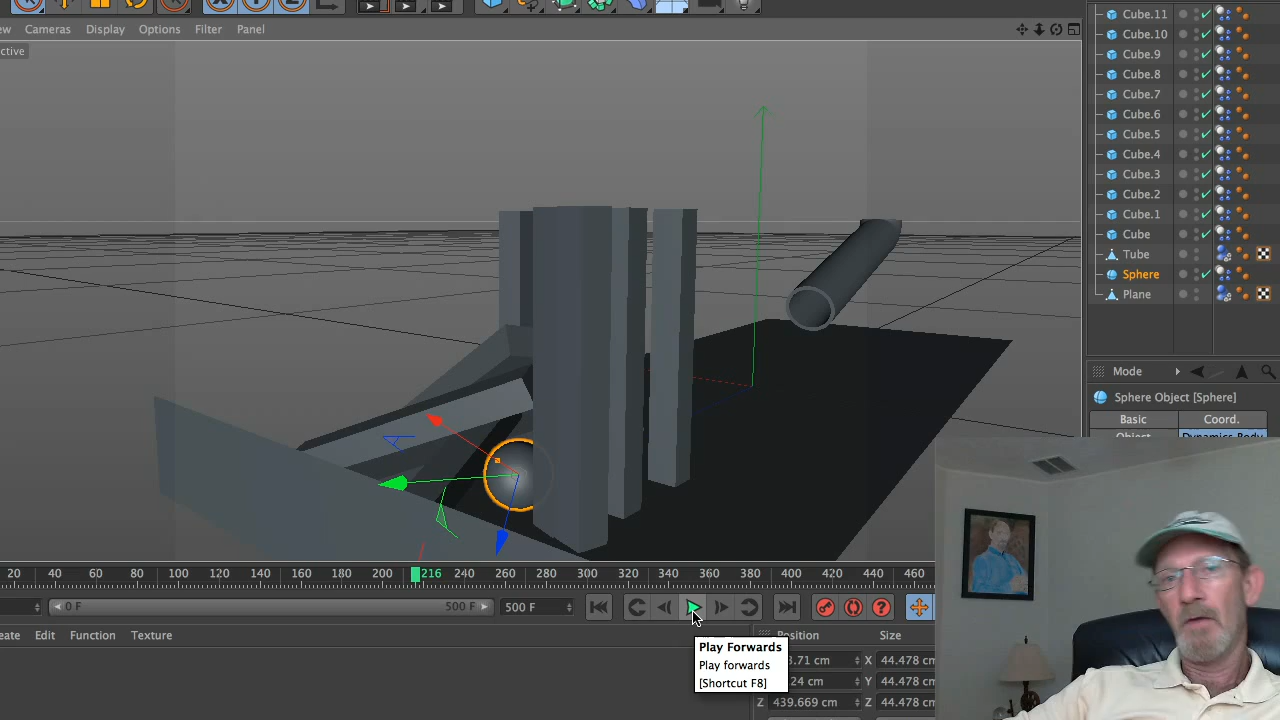 Cameras Display Options Filter Panel
Cube.11
Cube.10
Cube.9
Cube.8
Cube.7
Cube.6
Cube.5
Cube.4
Cube.3
Cube.2
Cube.1
Cube
Tube
Sphere
Plane
Mode
Sphere Object [Sphere]
Basic Coord.
20 40 60 80 100 120 140 160 180 200 216 240 260 280 300 320 340 360 380 400 420 440 460
0 F 500 F 500 F
Edit Function Texture
Play Forwards
Play forwards
[Shortcut F8]
Position Size
X 44.478 cm
Y 44.478 cm
Z 439.669 cm Z 44.478 cm